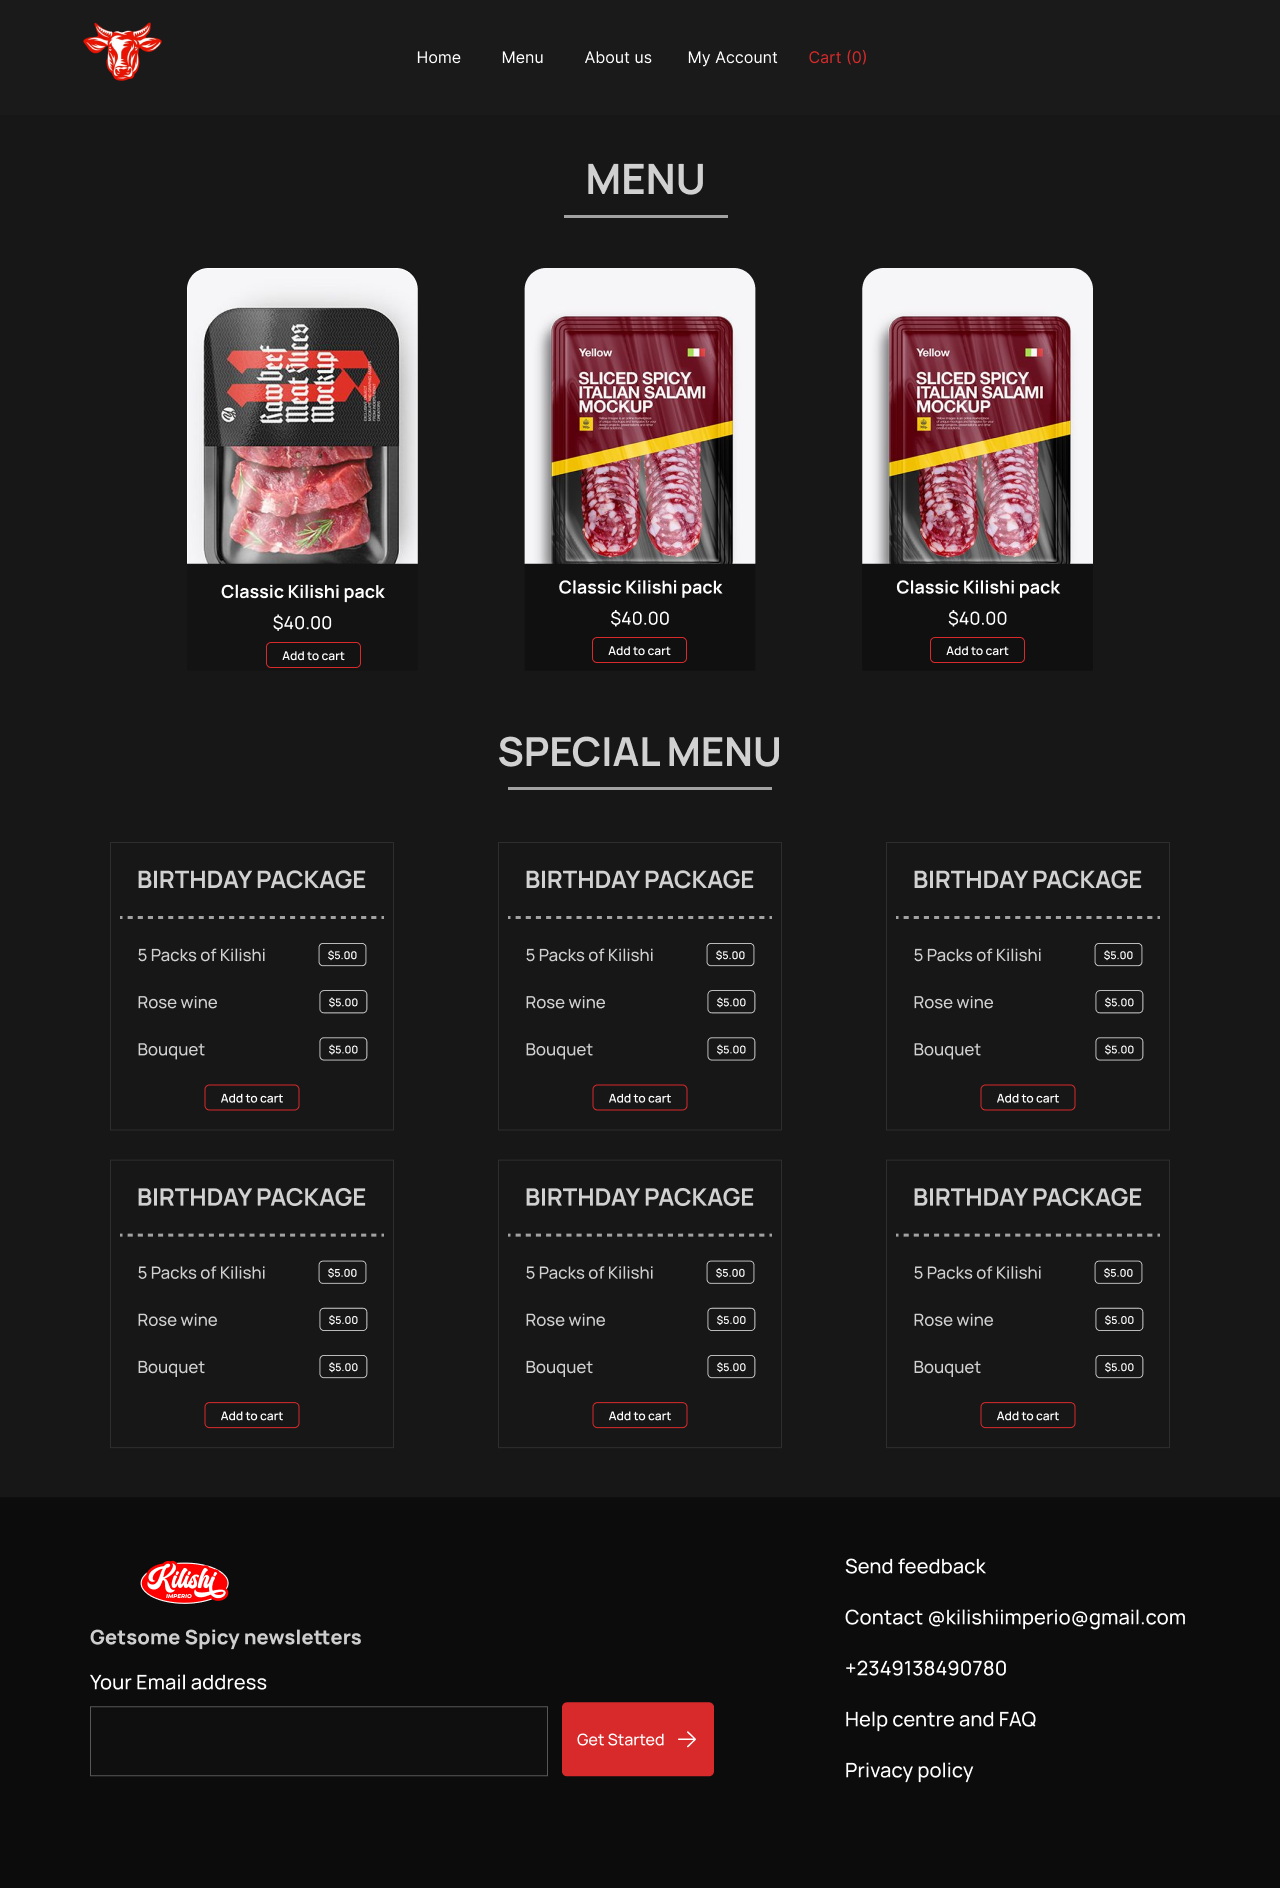 Home Menu About us My Account Cart (0)
MENU
Raw beef
Meat Slices
Mockup
Yellow
SLICED SPICY
ITALIAN SALAMI
MOCKUP
Yellow
SLICED SPICY
ITALIAN SALAMI
MOCKUP
Classic Kilishi pack
$40.00
Add to cart
Classic Kilishi pack
$40.00
Add to cart
Classic Kilishi pack
$40.00
Add to cart
SPECIAL MENU
BIRTHDAY PACKAGE
5 Packs of Kilishi $5.00
Rose wine $5.00
Bouquet $5.00
Add to cart
BIRTHDAY PACKAGE
5 Packs of Kilishi $5.00
Rose wine $5.00
Bouquet $5.00
Add to cart
BIRTHDAY PACKAGE
5 Packs of Kilishi $5.00
Rose wine $5.00
Bouquet $5.00
Add to cart
BIRTHDAY PACKAGE
5 Packs of Kilishi $5.00
Rose wine $5.00
Bouquet $5.00
Add to cart
BIRTHDAY PACKAGE
5 Packs of Kilishi $5.00
Rose wine $5.00
Bouquet $5.00
Add to cart
BIRTHDAY PACKAGE
5 Packs of Kilishi $5.00
Rose wine $5.00
Bouquet $5.00
Add to cart
Kilishi
IMPERIO
Getsome Spicy newsletters
Your Email address
Get Started
Send feedback
Contact @kilishiimperio@gmail.com
+2349138490780
Help centre and FAQ
Privacy policy